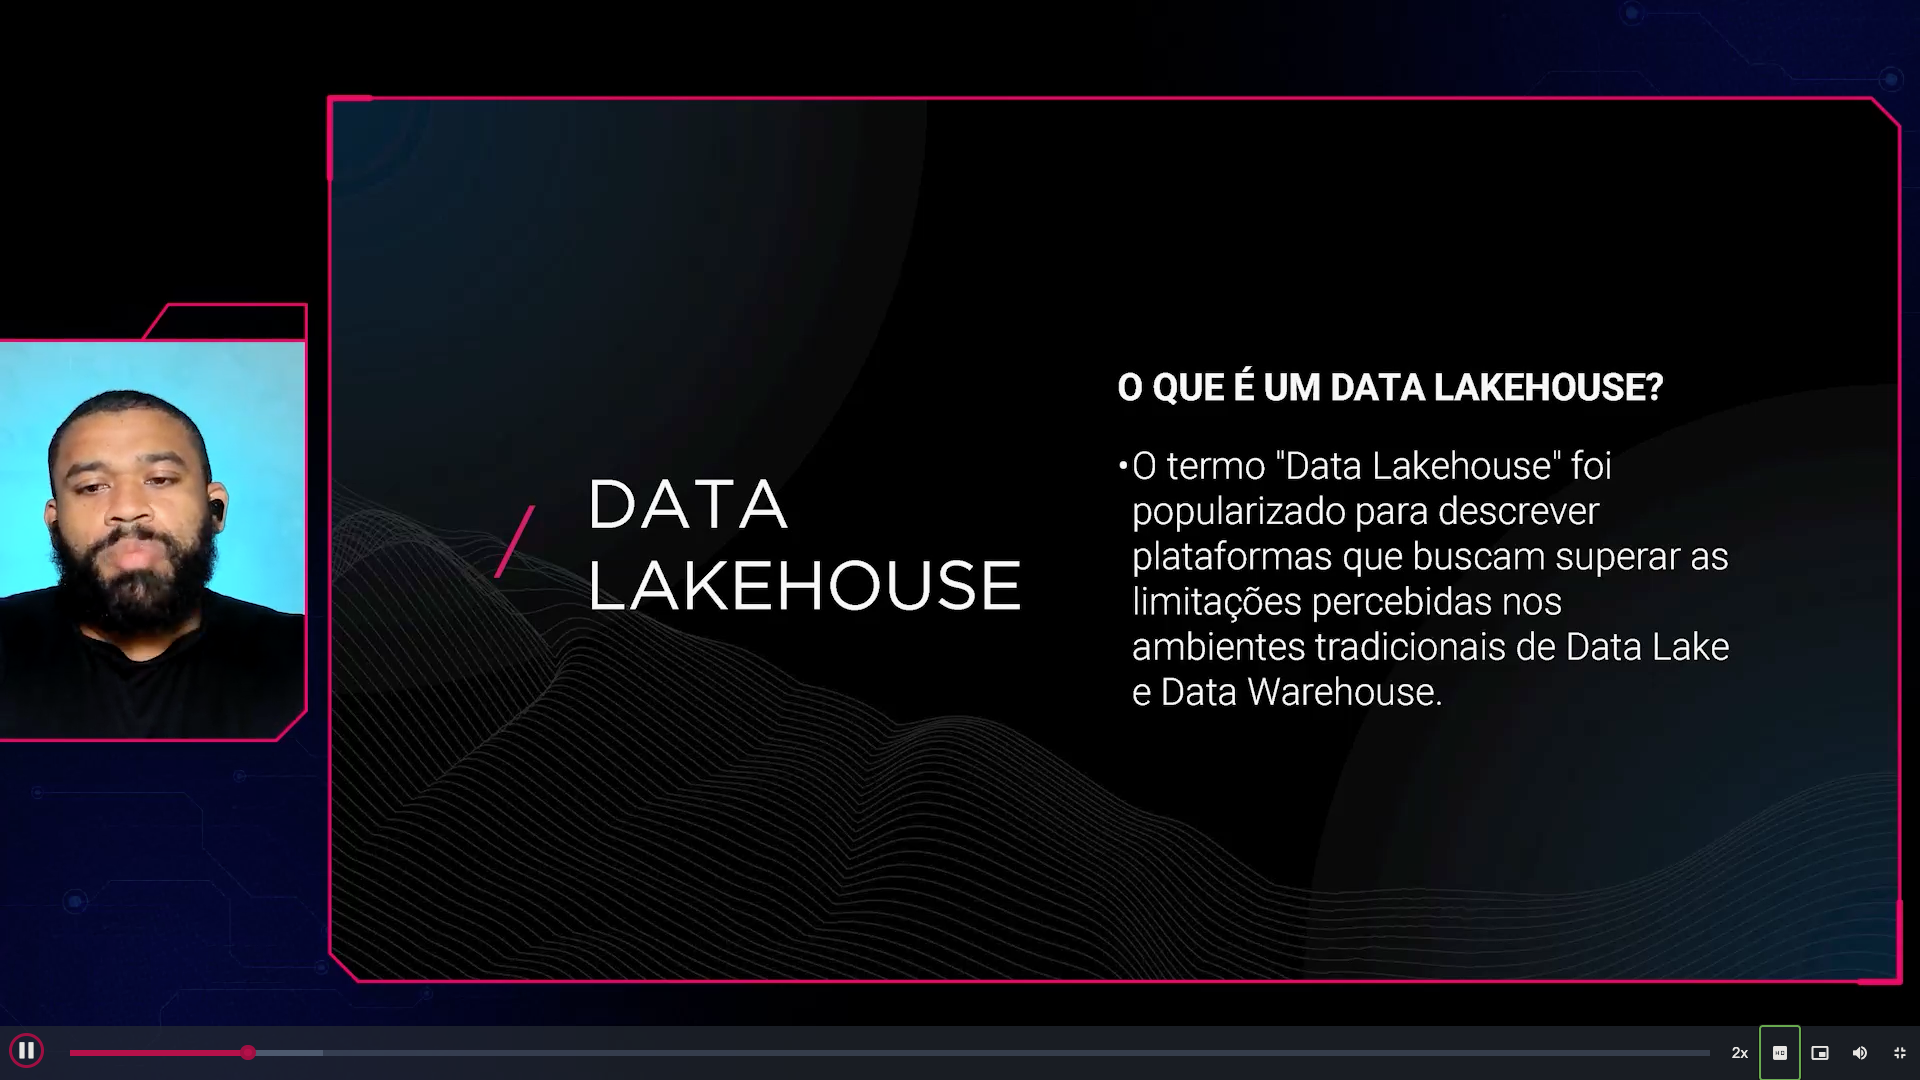 DATA
LAKEHOUSE
O QUE É UM DATA LAKEHOUSE?
•O termo "Data Lakehouse" foi
popularizado para descrever
plataformas que buscam superar as
limitações percebidas nos
ambientes tradicionais de Data Lake
e Data Warehouse.
2x
HD